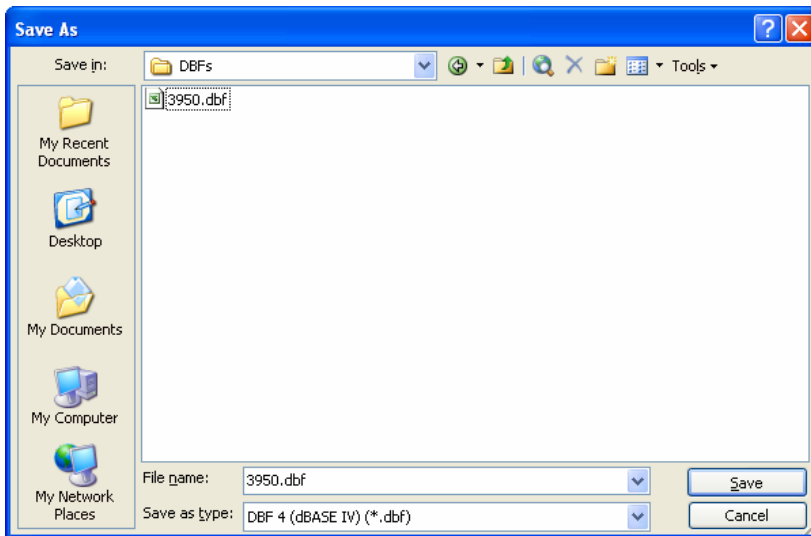 Save As
Save in:
DBFs
Tools
3950.dbf
My Recent
Documents
Desktop
My Documents
My Computer
My Network
Places
File name:
3950.dbf
Save
Save as type:
DBF 4 (dBASE IV) (*.dbf)
Cancel